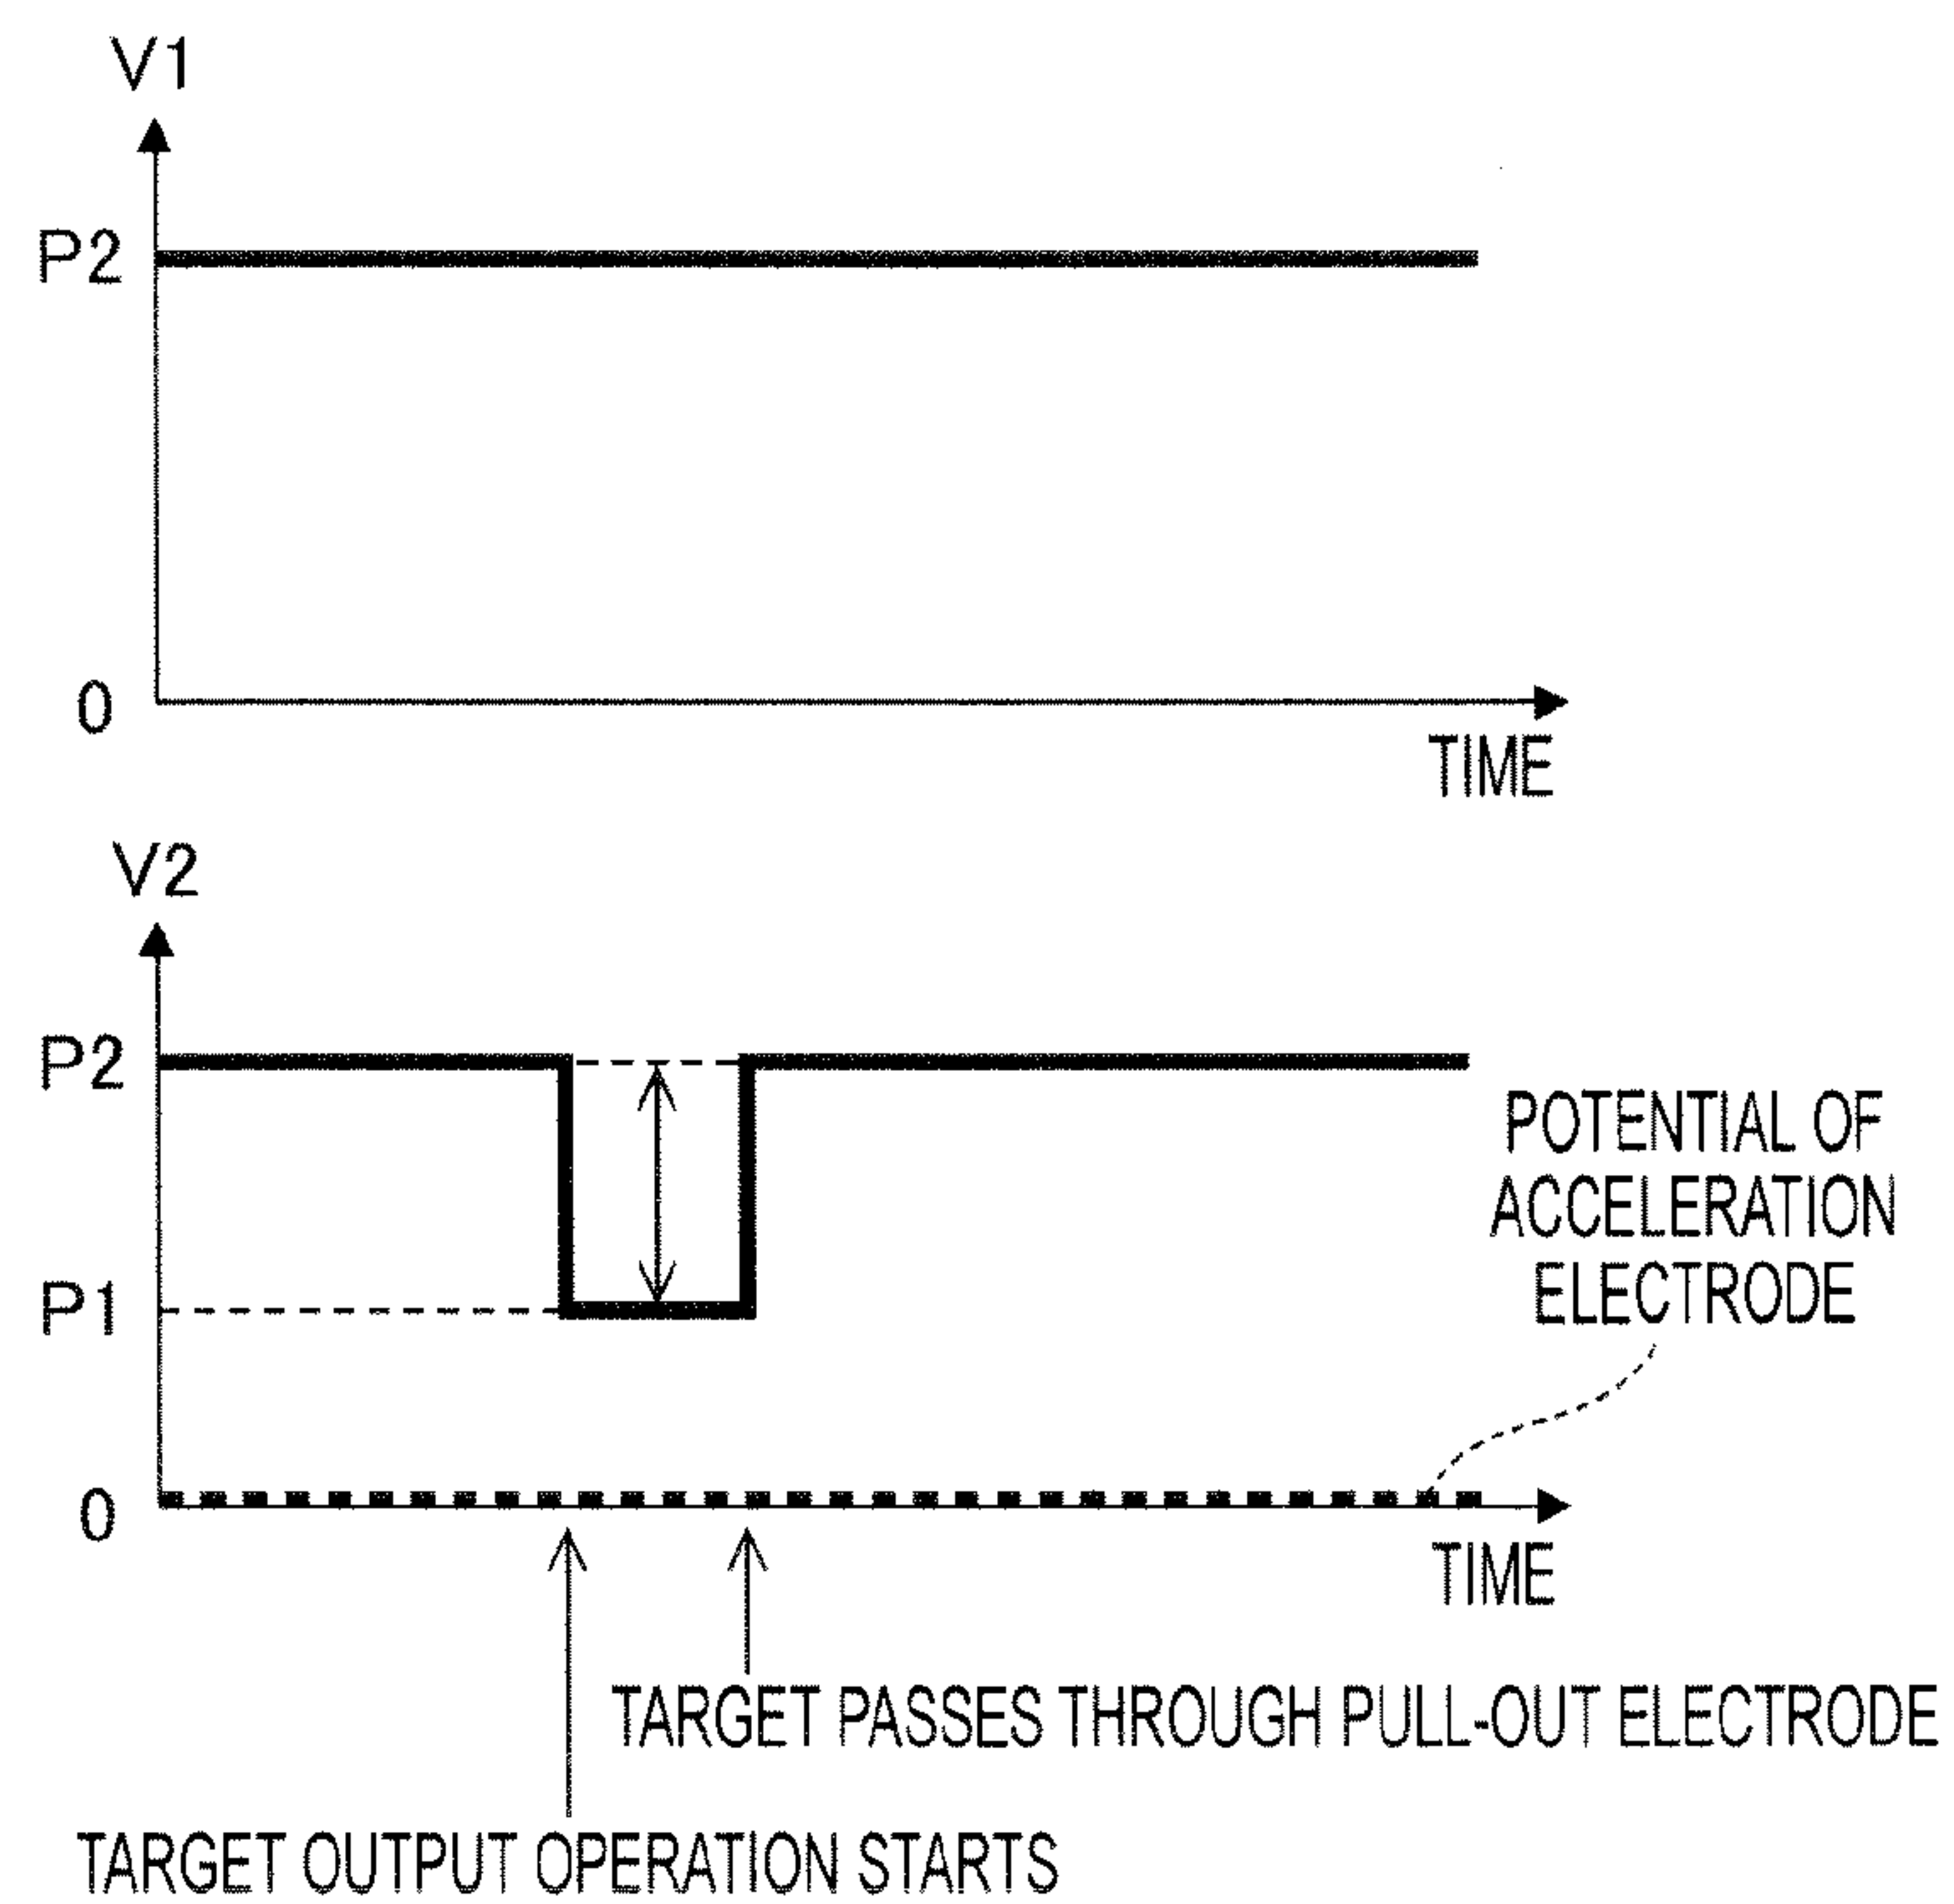 V1
P2
0
TIME
V2
P2
P1
0
POTENTIAL OF
ACCELERATION
ELECTRODE
TIME
TARGET PASSES THROUGH PULL-OUT ELECTRODE
TARGET OUTPUT OPERATION STARTS